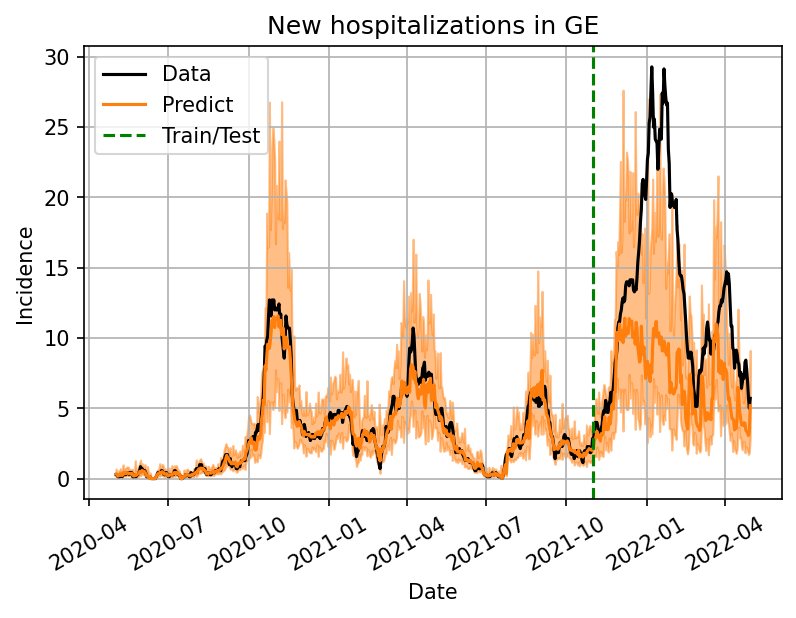 New hospitalizations in GE
30
25
20
15
10
5
0
Incidence
Data
Predict
Train/Test
2020-04
2020-07
2020-10
2021-01
2021-04
2021-07
2021-10
2022-01
2022-04
Date